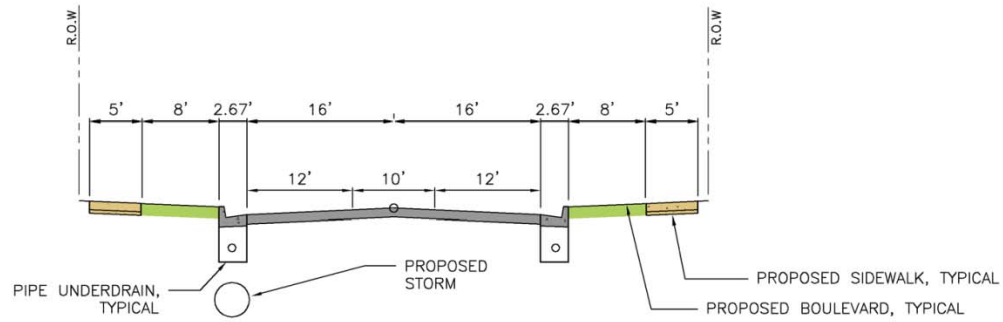 R.O.W
R.O.W
5' 8' 2.67' 16' 16' 2.67' 8' 5'
12' 10' 12'
PIPE UNDERDRAIN,
TYPICAL
PROPOSED
STORM
PROPOSED SIDEWALK, TYPICAL
PROPOSED BOULEVARD, TYPICAL